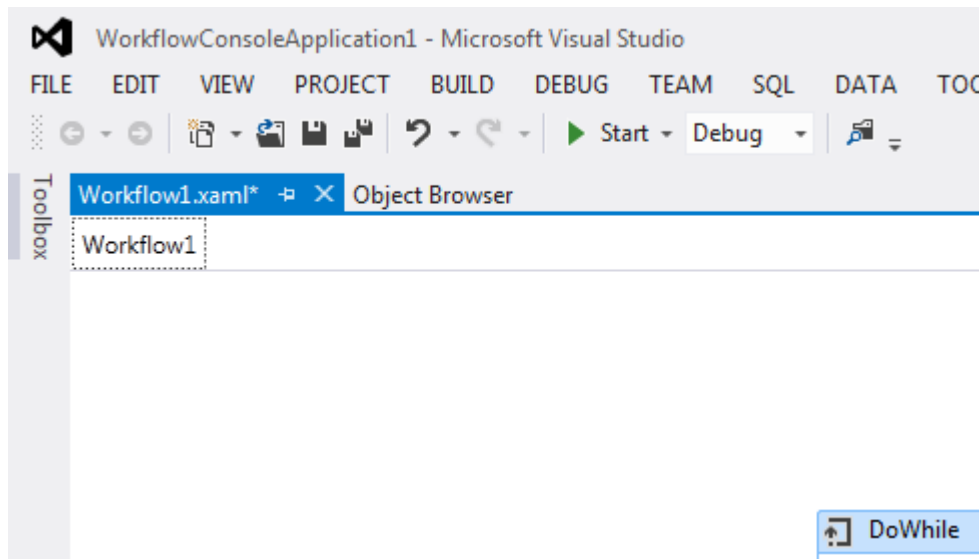 WorkflowConsoleApplication1 - Microsoft Visual Studio
FILE EDIT VIEW PROJECT BUILD DEBUG TEAM SQL DATA TOO
Start Debug
Toolbox
Workflow1.xaml* Object Browser
Workflow1
DoWhile